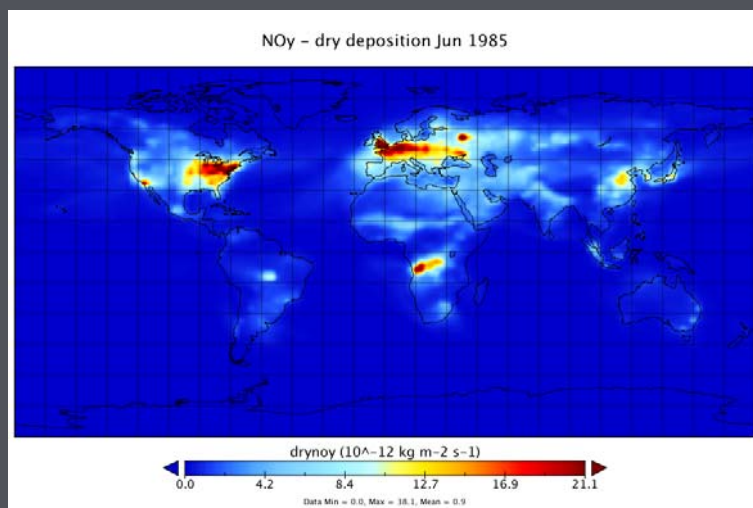 NOy - dry deposition Jun 1985
drynoy (10^-12 kg m-2 s-1)
0.0 4.2 8.4 12.7 16.9 21.1
Data Min = 0.0, Max = 38.1, Mean = 0.9